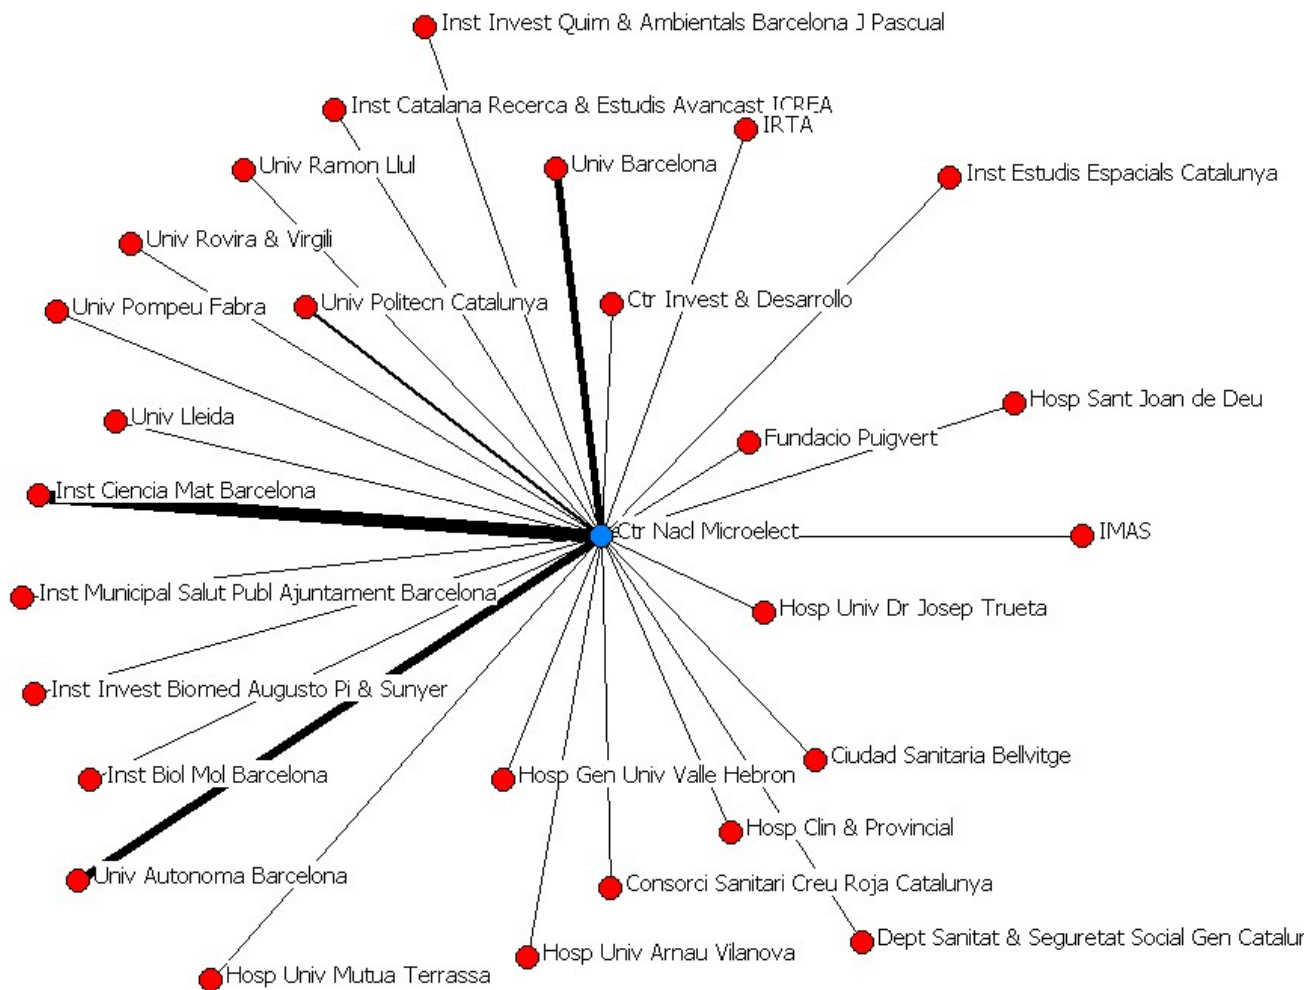 Inst Invest Quim & Ambientals Barcelona J Pascual
Inst Catalana Recerca & Estudis Avancast ICREA
IRTA
Univ Ramon Llul
Univ Barcelona
Inst Estudis Espacials Catalunya
Univ Rovira & Virgili
Univ Pompeu Fabra
Univ Politecn Catalunya
Ctr Invest & Desarrollo
Hosp Sant Joan de Deu
Univ Lleida
Fundacio Puigvert
Inst Ciencia Mat Barcelona
Ctr Nacl Microelect
IMAS
Inst Municipal Salut Publ Ajuntament Barcelona
Hosp Univ Dr Josep Trueta
Inst Invest Biomed Augusto Pi & Sunyer
Ciudad Sanitaria Bellvitge
Inst Biol Mol Barcelona
Hosp Gen Univ Valle Hebron
Hosp Clin & Provincial
Univ Autonoma Barcelona
Consorci Sanitari Creu Roja Catalunya
Dept Sanitat & Seguretat Social Gen Catalun
Hosp Univ Arnau Vilanova
Hosp Univ Mutua Terrassa